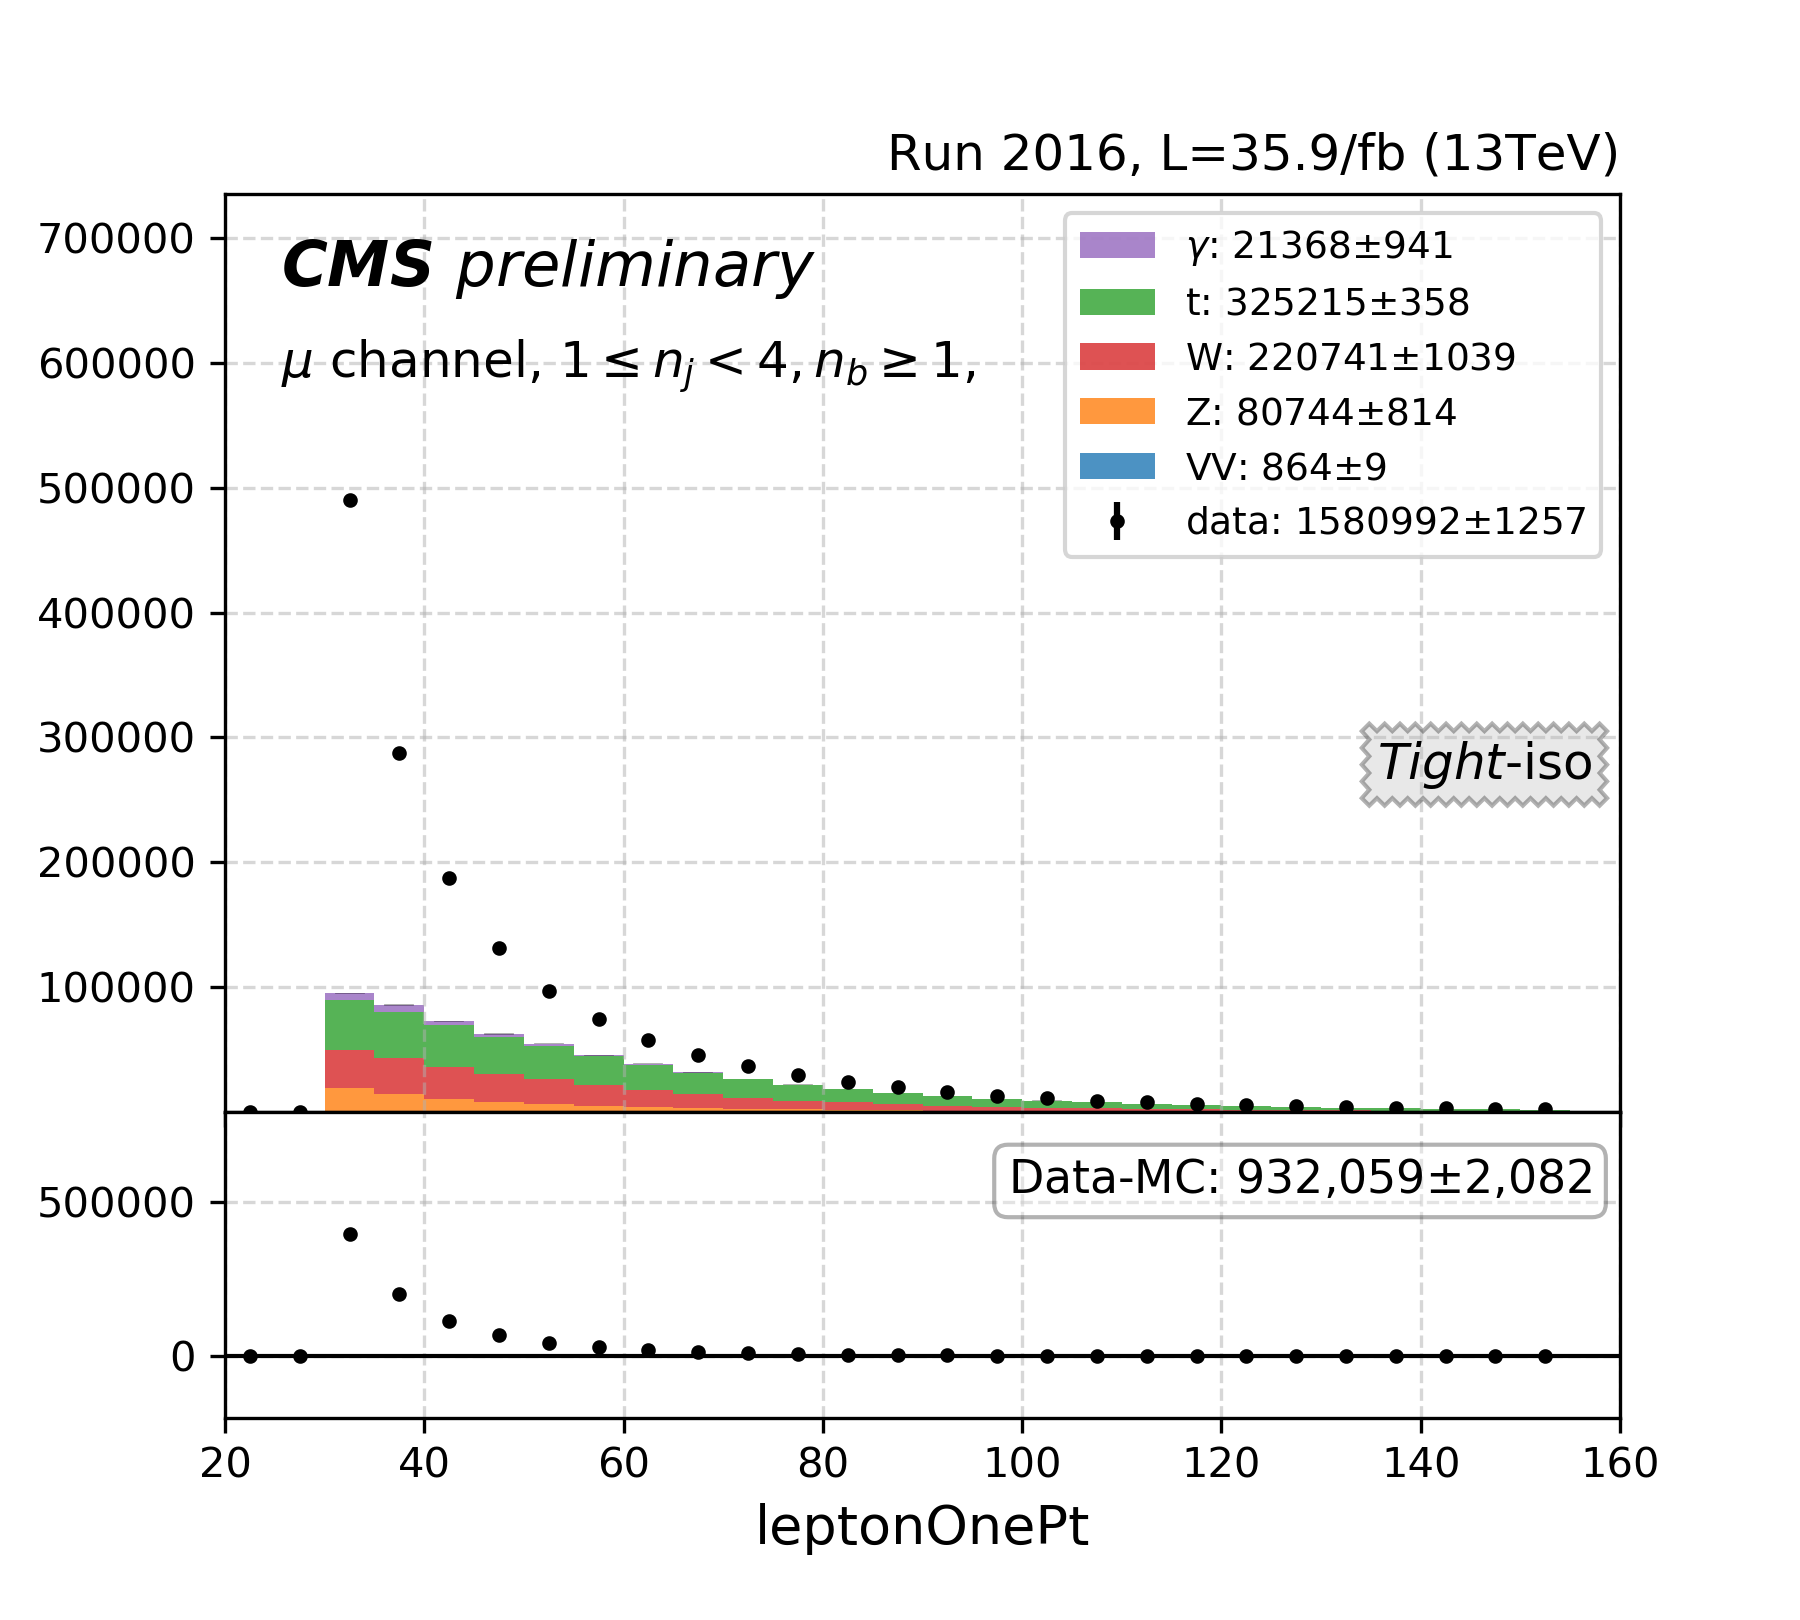 Run 2016, L=35.9/fb (13TeV)
CMS preliminary
μ channel, 1 ≤ n_j < 4, n_b ≥ 1,
γ: 21368±941
t: 325215±358
W: 220741±1039
Z: 80744±814
VV: 864±9
data: 1580992±1257
700000
600000
500000
400000
300000
200000
100000
Tight-iso
Data-MC: 932,059±2,082
500000
0
20 40 60 80 100 120 140 160
leptonOnePt